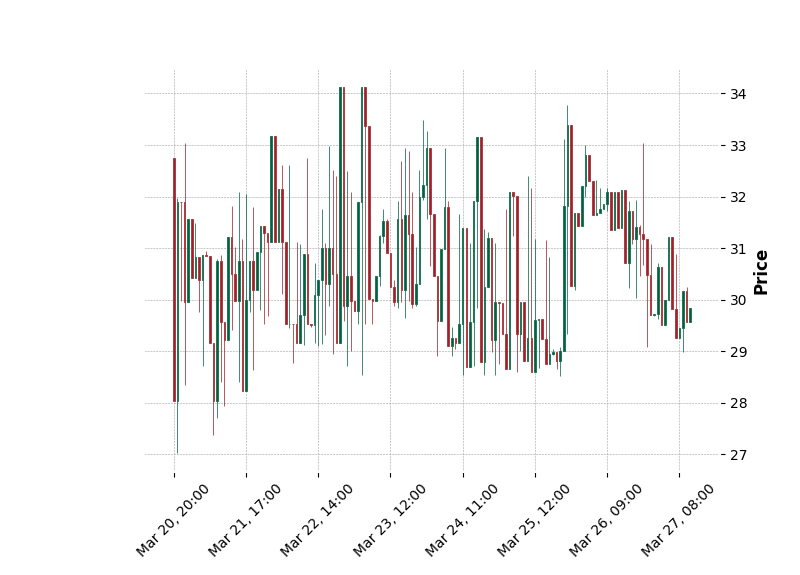 34
33
32
31
30
29
28
27
Price
Mar 20, 20:00
Mar 21, 17:00
Mar 22, 14:00
Mar 23, 12:00
Mar 24, 11:00
Mar 25, 12:00
Mar 26, 09:00
Mar 27, 08:00